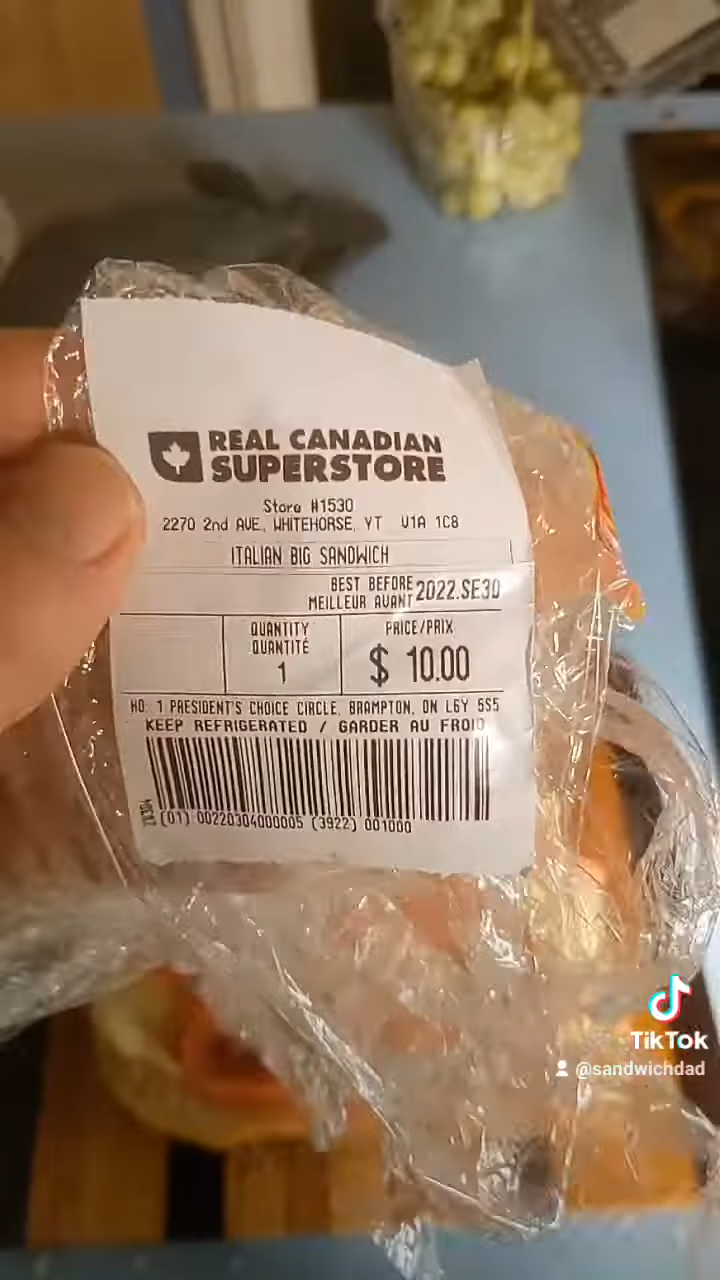 REAL CANADIAN
SUPERSTORE
Store #1530
2270 2nd AVE, WHITEHORSE, YT V1A 1C8
ITALIAN BIG SANDWICH
BEST BEFORE
MEILLEUR AVANT 2022.SE30
QUANTITY
QUANTITÉ
1
PRICE/PRIX
$ 10.00
HO: 1 PRESIDENT'S CHOICE CIRCLE, BRAMPTON, ON L6Y 5S5
KEEP REFRIGERATED / GARDER AU FROID
(01) 00220304000005 (3922) 001000
TikTok
@sandwichdad